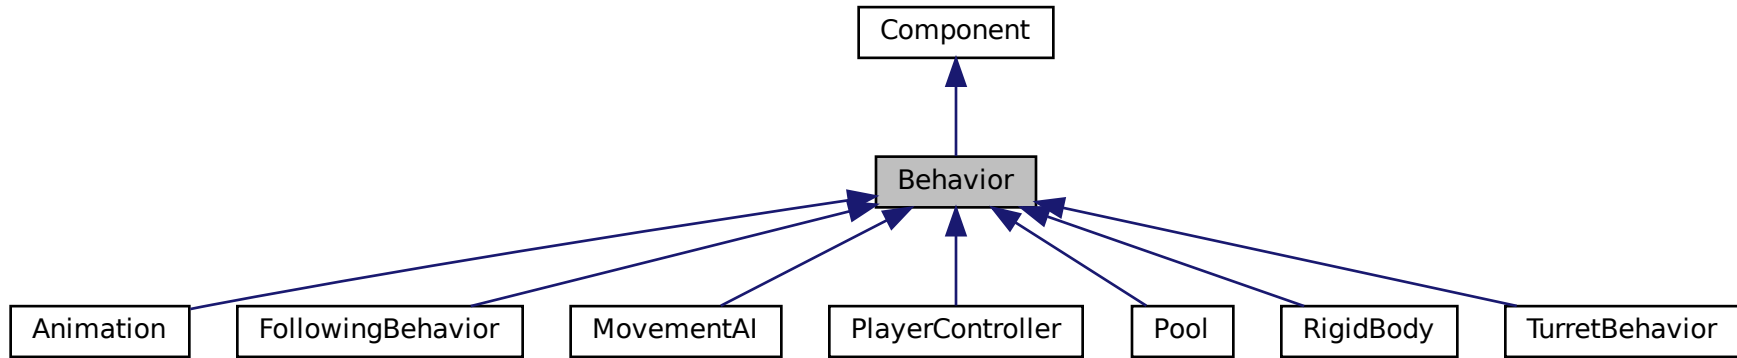 Component
Behavior
Animation
FollowingBehavior
MovementAI
PlayerController
Pool
RigidBody
TurretBehavior